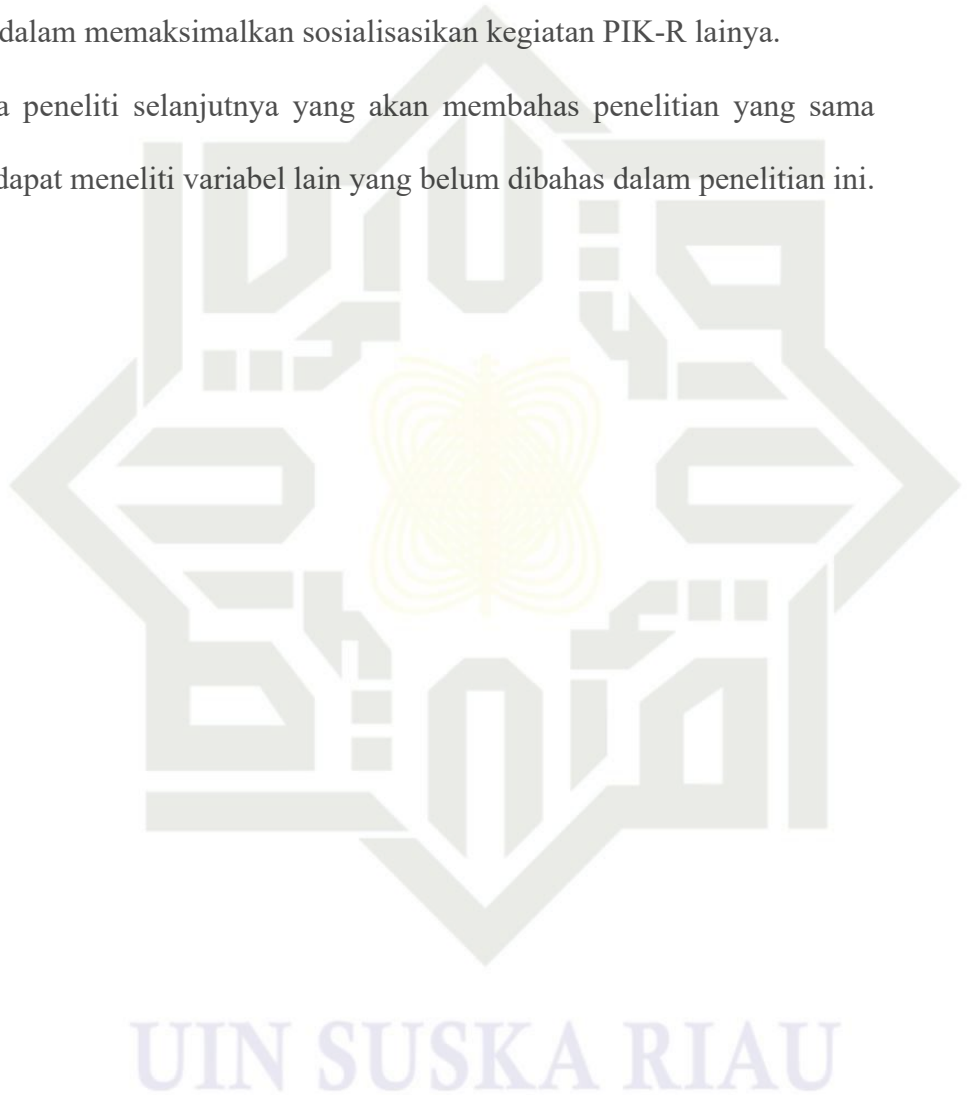 dalam memaksimalkan sosialisasikan kegiatan PIK-R lainya.
a peneliti selanjutnya yang akan membahas penelitian yang sama
dapat meneliti variabel lain yang belum dibahas dalam penelitian ini.
UIN SUSKA RIAU